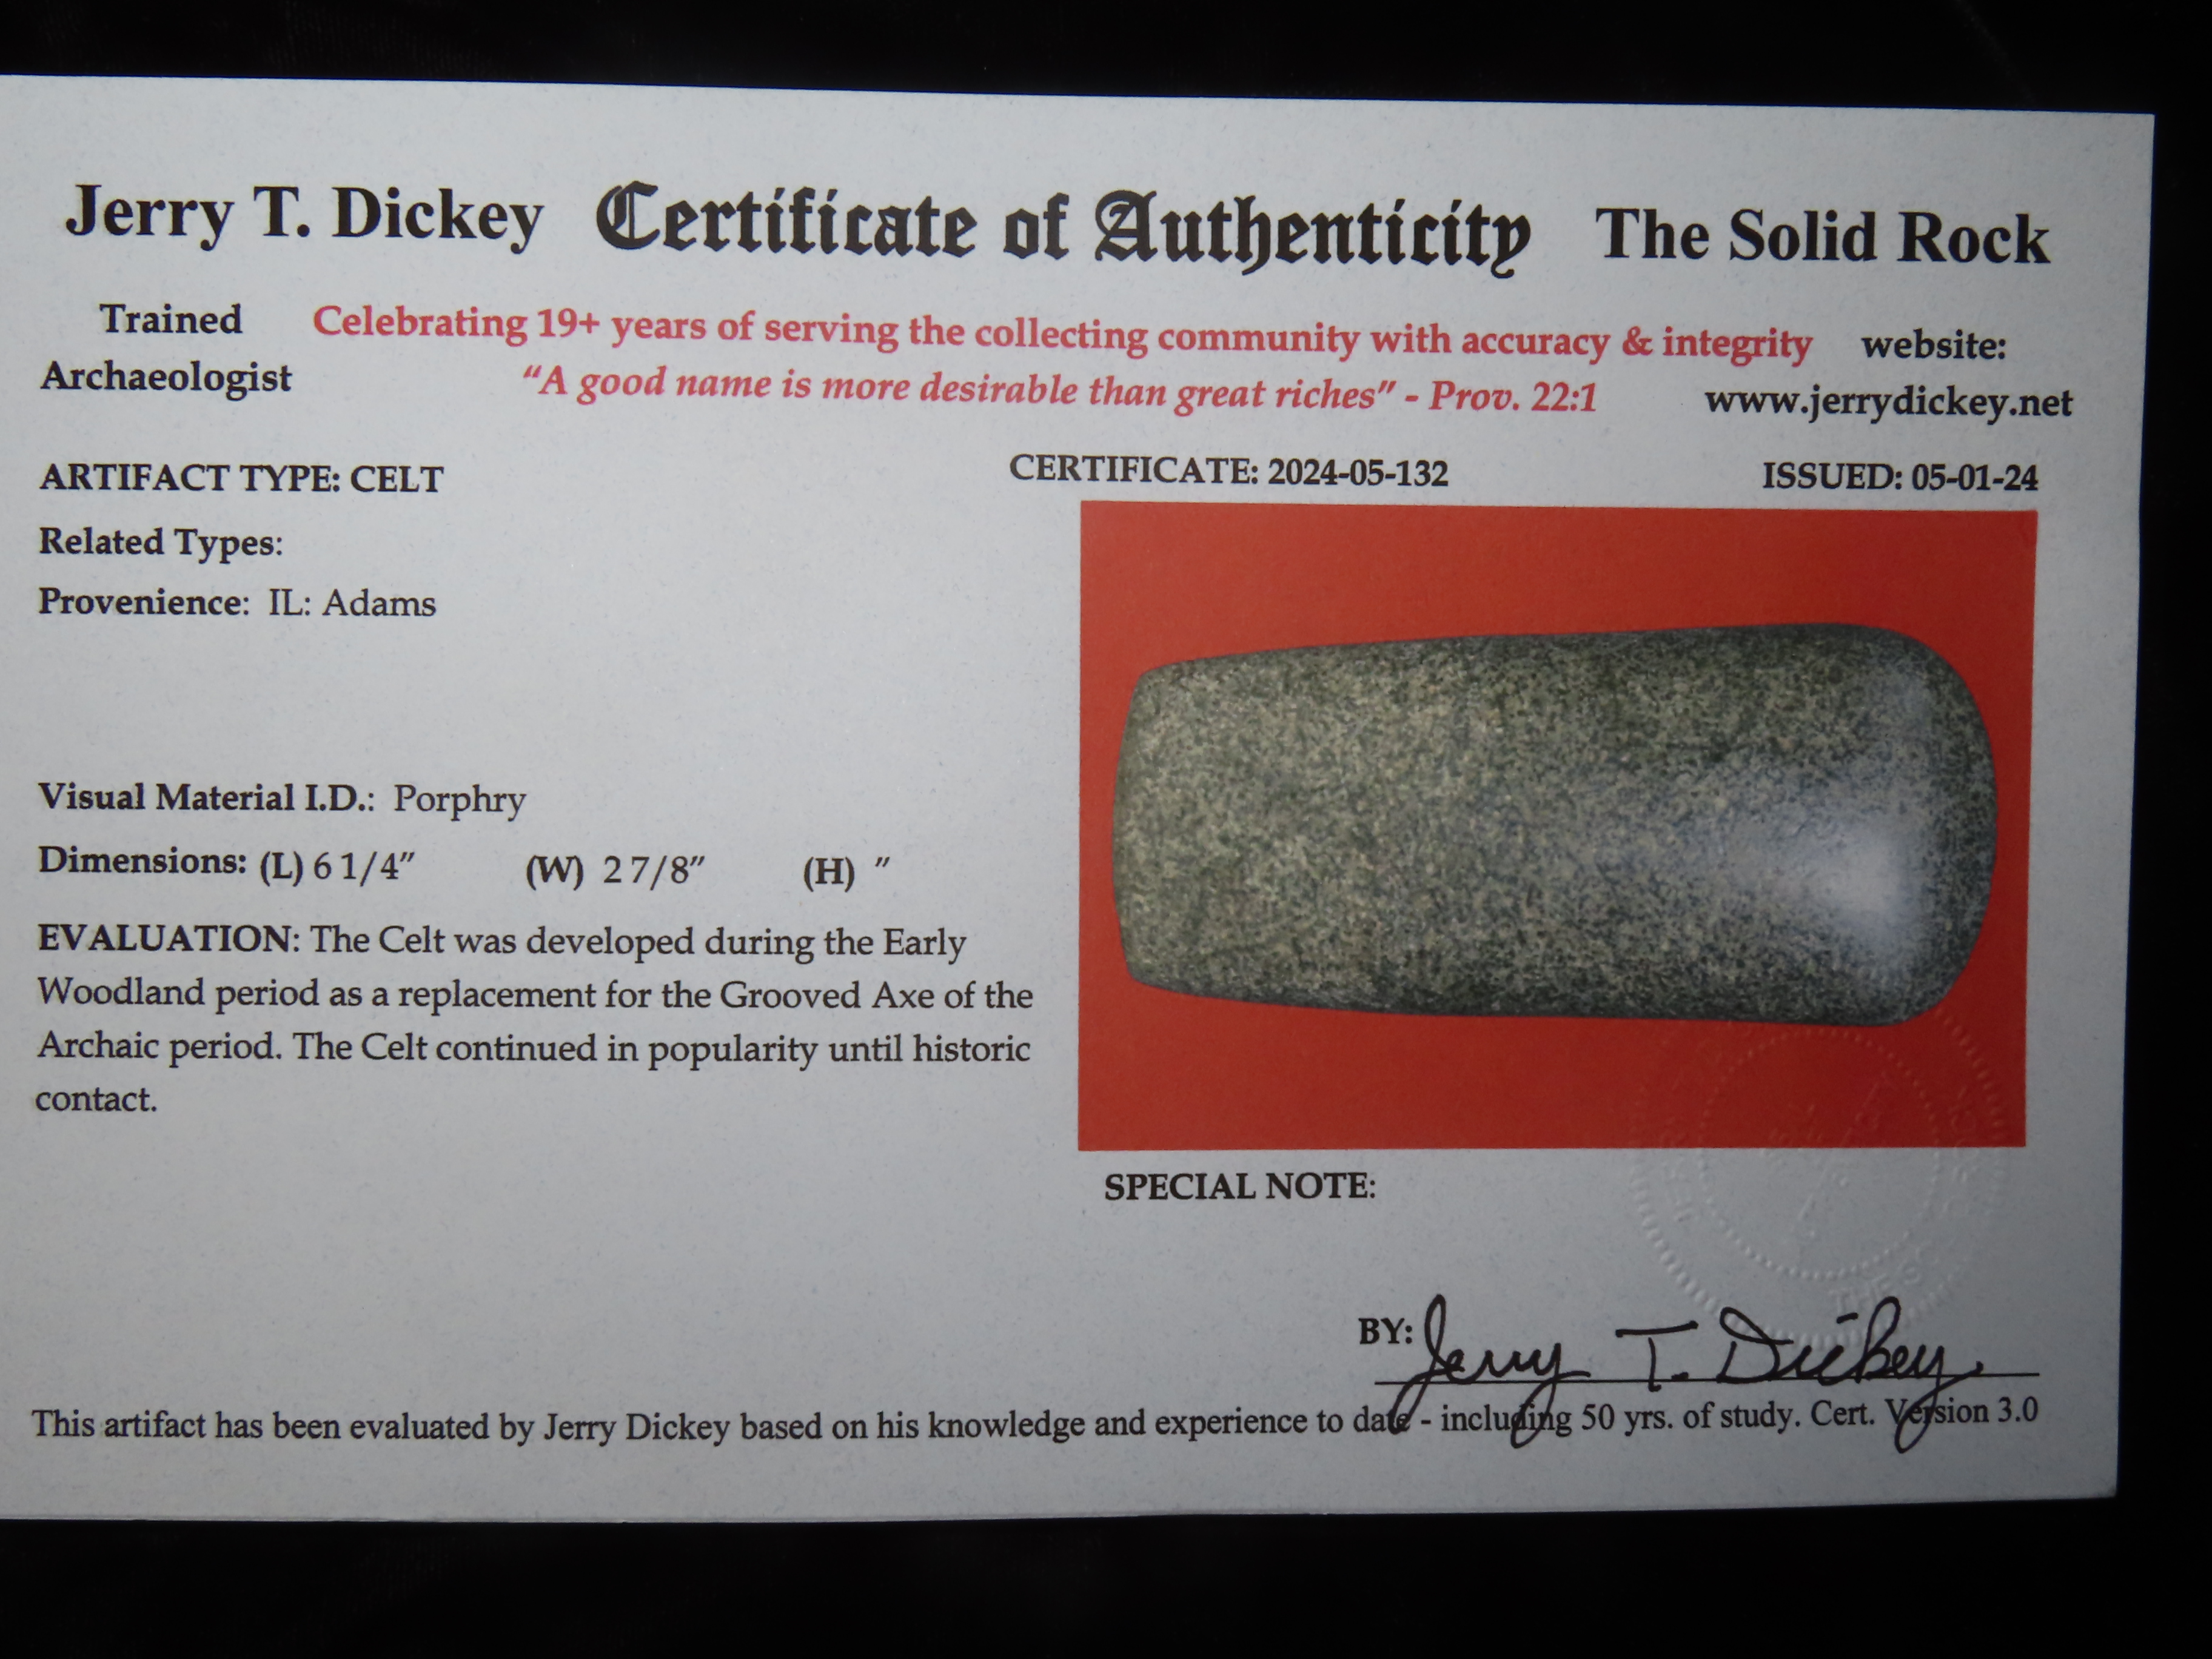 Jerry T. Dickey Certificate of Authenticity The Solid Rock
Trained Archaeologist
Celebrating 19+ years of serving the collecting community with accuracy & integrity
"A good name is more desirable than great riches" - Prov. 22:1
website:
www.jerrydickey.net
ARTIFACT TYPE: CELT
CERTIFICATE: 2024-05-132
ISSUED: 05-01-24
Related Types:
Provenience: IL: Adams
Visual Material I.D.: Porphry
Dimensions: (L) 6 1/4" (W) 2 7/8" (H) "
EVALUATION: The Celt was developed during the Early
Woodland period as a replacement for the Grooved Axe of the
Archaic period. The Celt continued in popularity until historic
contact.
SPECIAL NOTE:
BY: Jerry T. Dickey
This artifact has been evaluated by Jerry Dickey based on his knowledge and experience to date - including 50 yrs. of study. Cert. Version 3.0